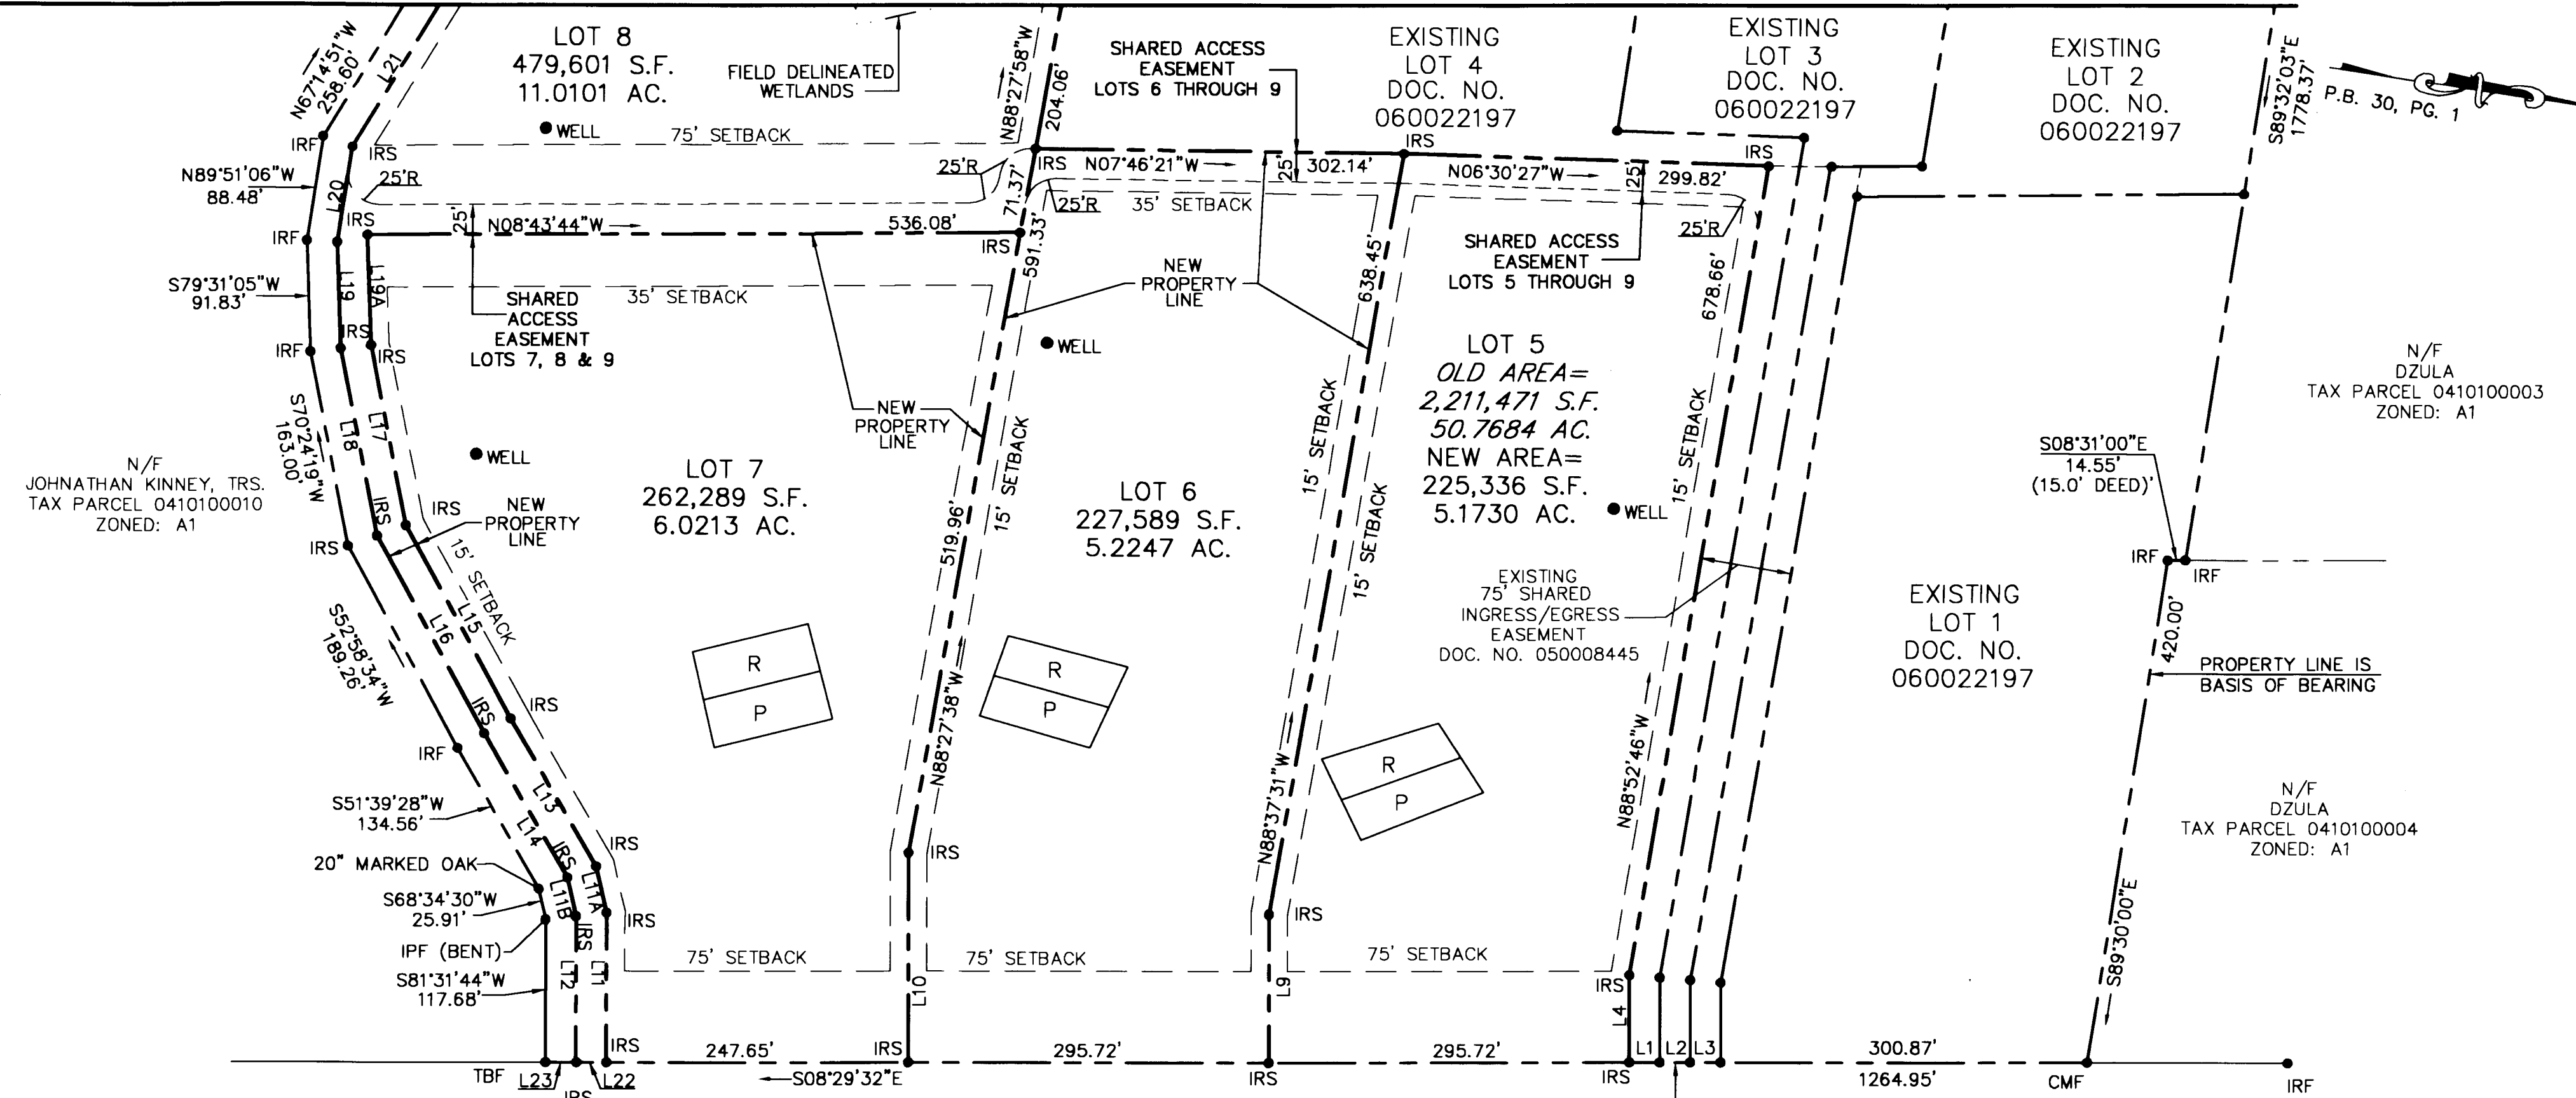 LOT 8
479,601 S.F.
11.0101 AC.
FIELD DELINEATED
WETLANDS
SHARED ACCESS
EASEMENT
LOTS 6 THROUGH 9
EXISTING
LOT 4
DOC. NO.
060022197
EXISTING
LOT 3
DOC. NO.
060022197
EXISTING
LOT 2
DOC. NO.
060022197
S89°32'03"E
1778.37'
P.B. 30, PG. 1
N67°14'51"W
258.60'
L21
WELL
75' SETBACK
N88°27'58"W
204.06'
IRF
IRS
N89°51'06"W
88.48'
L20
25'R
25'R
IRS
N07°46'21"W
25'
302.14'
IRS
N06°30'27"W
25'
299.82'
IRS
25'R
35' SETBACK
25'R
71.37'
IRS
25'
N08°43'44"W
536.08'
IRS
591.33'
IRF
S79°31'05"W
91.83'
L19
L19A
SHARED
ACCESS
EASEMENT
LOTS 7, 8 & 9
35' SETBACK
NEW
PROPERTY
LINE
638.45'
SHARED ACCESS
EASEMENT
LOTS 5 THROUGH 9
678.66'
IRF
IRS
IRS
WELL
LOT 5
OLD AREA=
2,211,471 S.F.
50.7684 AC.
NEW AREA=
225,336 S.F.
5.1730 AC.
WELL
N/F
DZULA
TAX PARCEL 0410100003
ZONED: A1
S08°31'00"E
14.55'
(15.0' DEED)'
IRF
IRF
N/F
JOHNATHAN KINNEY, TRS.
TAX PARCEL 0410100010
ZONED: A1
S70°24'19"W
163.00'
L18
L17
WELL
NEW
PROPERTY
LINE
IRS
IRS
IRS
NEW
PROPERTY
LINE
LOT 7
262,289 S.F.
6.0213 AC.
519.96'
15' SETBACK
LOT 6
227,589 S.F.
5.2247 AC.
15' SETBACK
15' SETBACK
15' SETBACK
15' SETBACK
L15
L16
S52°58'34"W
189.26'
EXISTING
75' SHARED
INGRESS/EGRESS
EASEMENT
DOC. NO. 050008445
EXISTING
LOT 1
DOC. NO.
060022197
420.00'
PROPERTY LINE IS
BASIS OF BEARING
R
P
R
P
R
P
N88°27'38"W
N88°37'31"W
N88°52'46"W
IRS
IRS
IRF
L13
L14
S51°39'28"W
134.56'
20" MARKED OAK
IRS
IRS
L11A
L11B
S68°34'30"W
25.91'
IPF (BENT)
S81°31'44"W
117.68'
IRS
IRS
L12
L11
75' SETBACK
IRS
L10
75' SETBACK
IRS
L9
75' SETBACK
IRS
L4
N/F
DZULA
TAX PARCEL 0410100004
ZONED: A1
S89°30'00"E
TBF
L23
L22
IRS
IRS
247.65'
IRS
S08°29'32"E
295.72'
IRS
295.72'
IRS
L1
L2
L3
300.87'
1264.95'
CMF
IRF